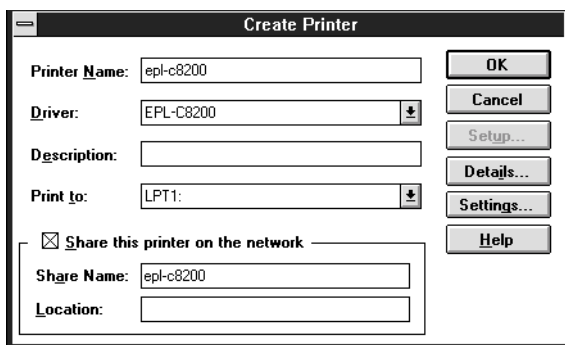 Create Printer
Printer Name: epl-c8200
Driver: EPL-C8200
Description:
Print to: LPT1:
Share this printer on the network
Share Name: epl-c8200
Location:
OK
Cancel
Setup...
Details...
Settings...
Help